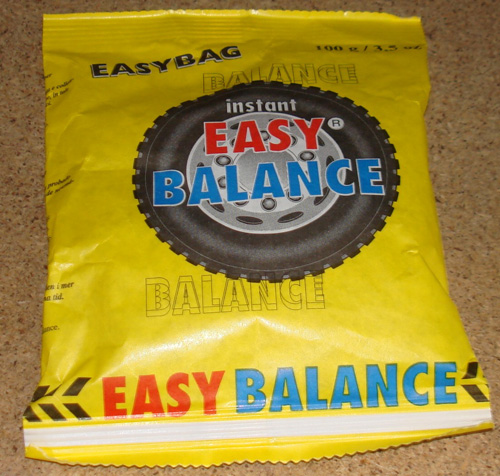 EASYBAG
100 g / 3.5 oz
BALANCE
instant
EASY®
BALANCE
BALANCE
EASY BALANCE